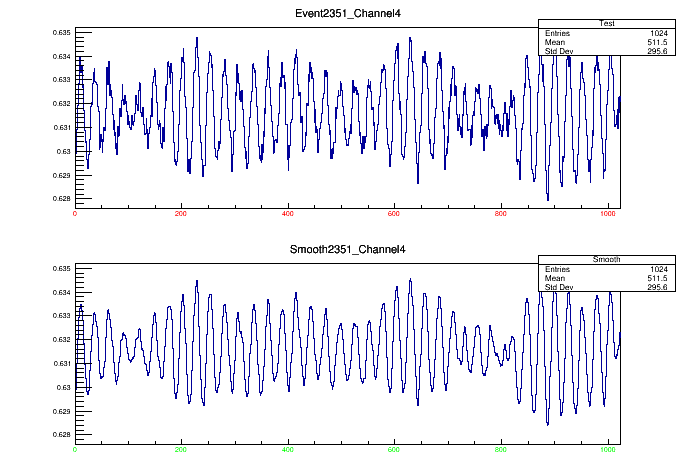 Event2351_Channel4
Test
Entries 1024
Mean 511.5
Std Dev 295.6
0.635
0.634
0.633
0.632
0.631
0.63
0.629
0.628
0 200 400 600 800 1000
Smooth2351_Channel4
Smooth
Entries 1024
Mean 511.5
Std Dev 295.6
0.635
0.634
0.633
0.632
0.631
0.63
0.629
0.628
0 200 400 600 800 1000